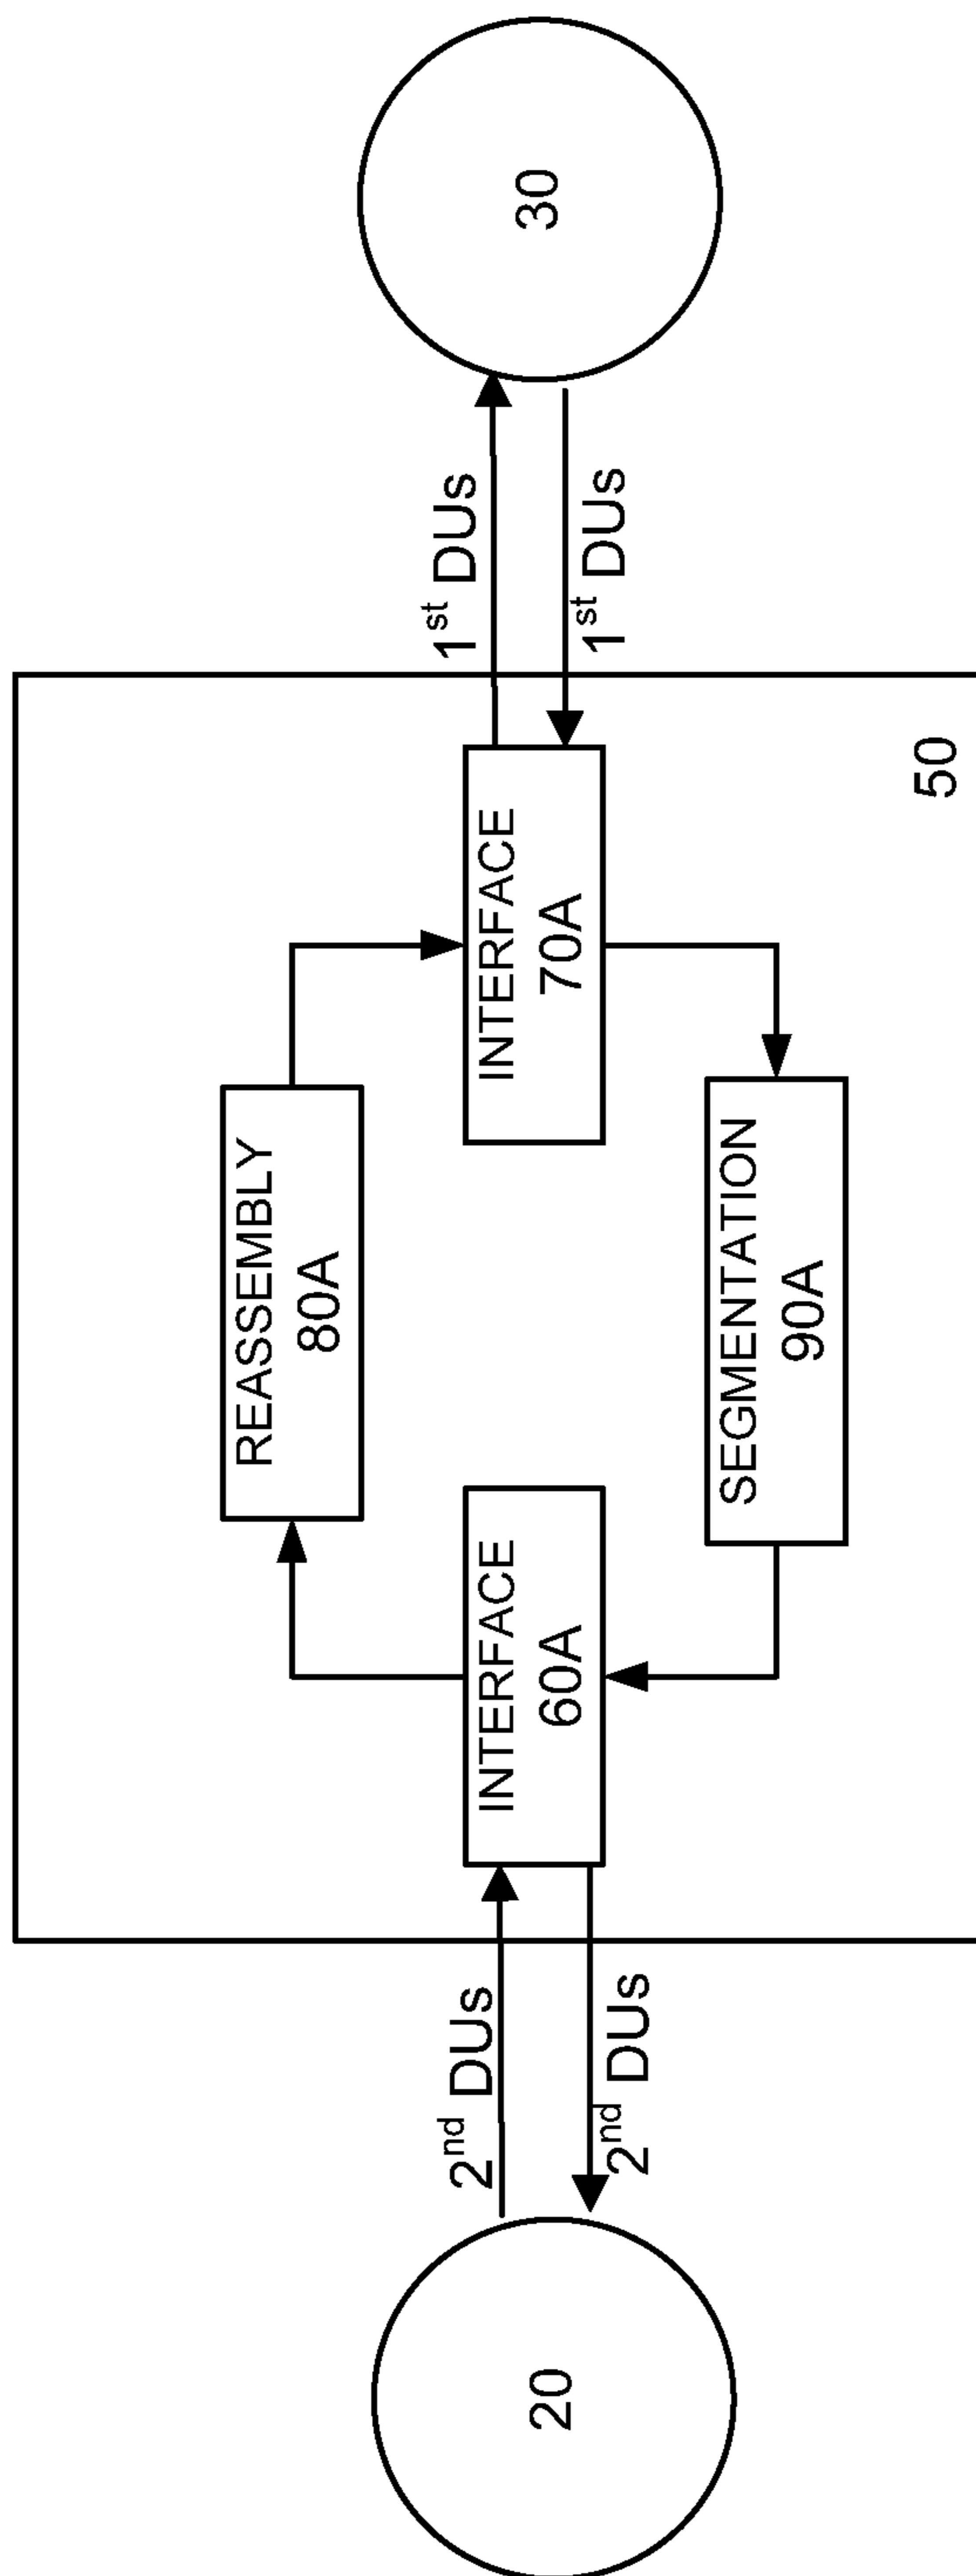 REASSEMBLY
80A
2nd DUs
INTERFACE
60A
INTERFACE
70A
1st DUs
20
30
2nd DUs
1st DUs
SEGMENTATION
90A
50